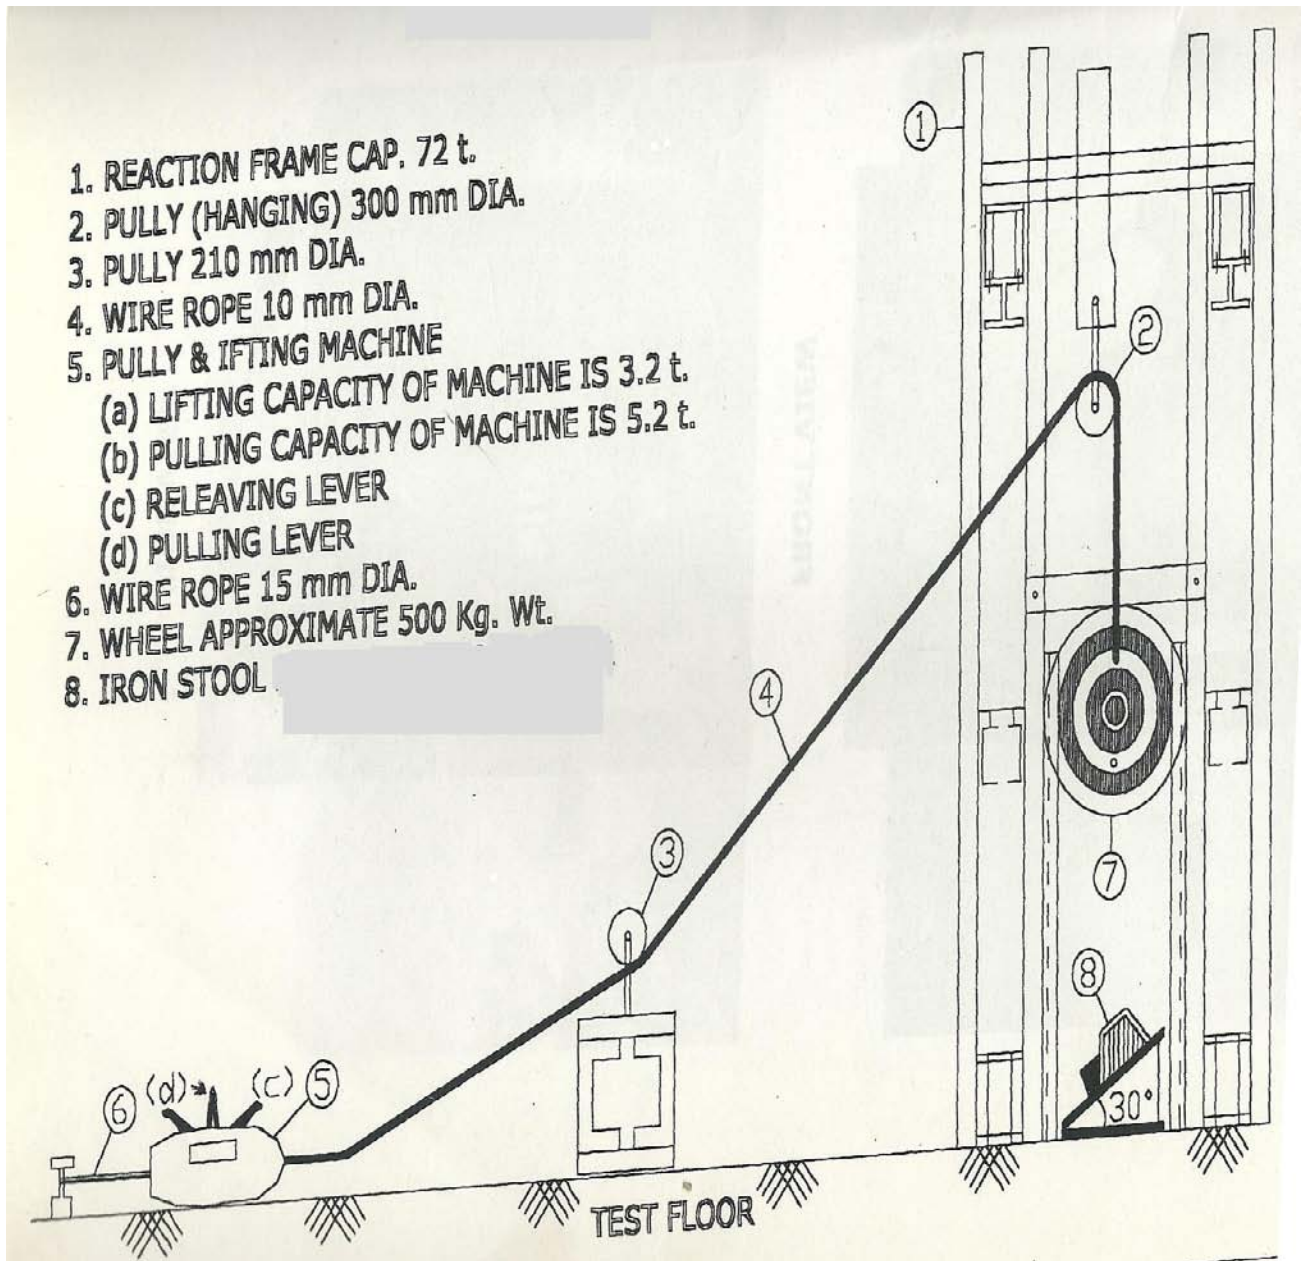 1. REACTION FRAME CAP. 72 t.
2. PULLY (HANGING) 300 mm DIA.
3. PULLY 210 mm DIA.
4. WIRE ROPE 10 mm DIA.
5. PULLY & IFTING MACHINE
(a) LIFTING CAPACITY OF MACHINE IS 3.2 t.
(b) PULLING CAPACITY OF MACHINE IS 5.2 t.
(c) RELEAVING LEVER
(d) PULLING LEVER
6. WIRE ROPE 15 mm DIA.
7. WHEEL APPROXIMATE 500 Kg. Wt.
8. IRON STOOL
1
2
FRONT VIEW
4
3
7
8
30°
6
(d)
(c)
5
TEST FLOOR